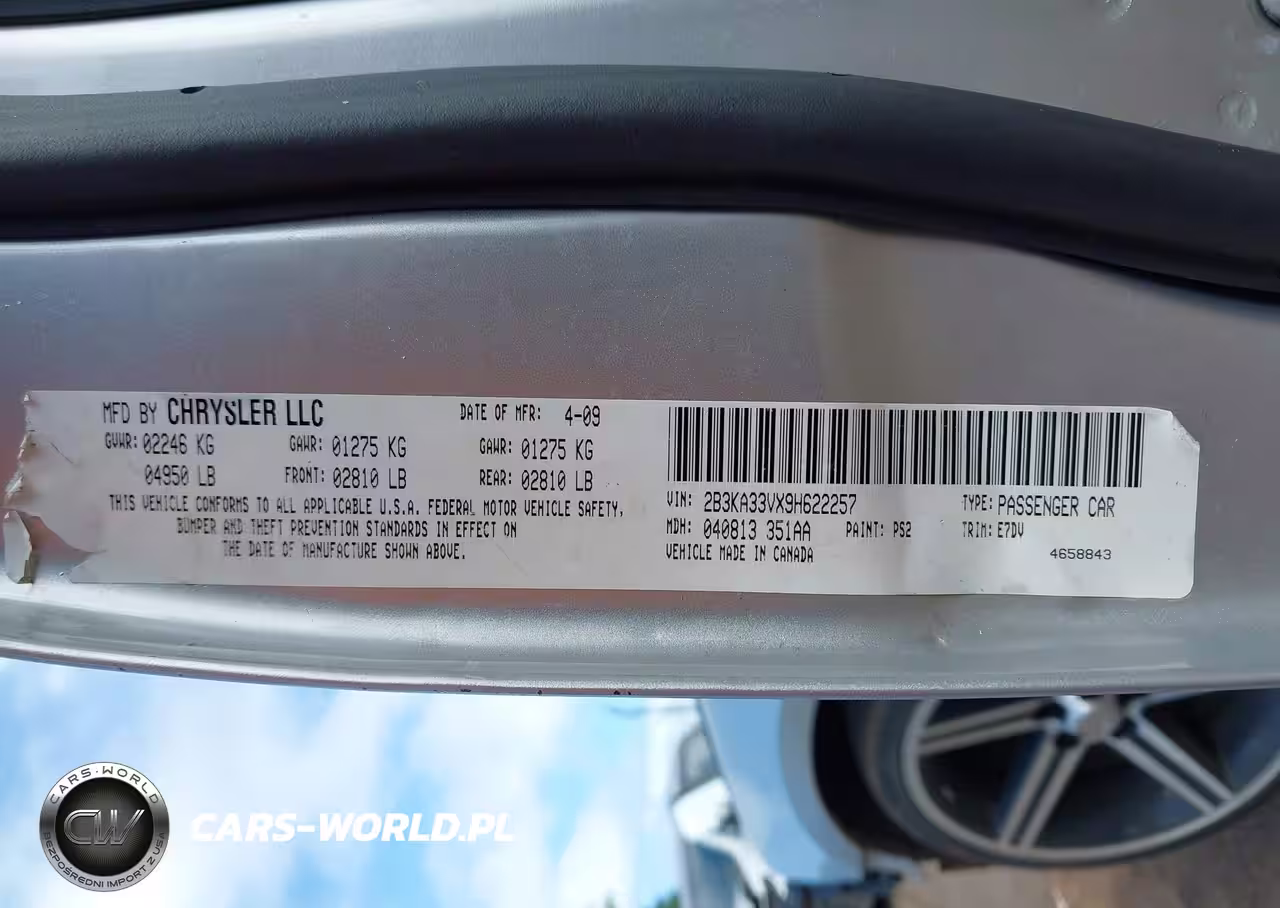 MFD BY CHRYSLER LLC DATE OF MFR: 4-09
GVWR: 02246 KG GAWR: 01275 KG GAWR: 01275 KG
04950 LB FRONT: 02810 LB REAR: 02810 LB
THIS VEHICLE CONFORMS TO ALL APPLICABLE U.S.A. FEDERAL MOTOR VEHICLE SAFETY,
BUMPER AND THEFT PREVENTION STANDARDS IN EFFECT ON
THE DATE OF MANUFACTURE SHOWN ABOVE.
VIN: 2B3KA33VX9H622257 TYPE: PASSENGER CAR
MDH: 040813 351AA PAINT: PS2 TRIM: E7DV
VEHICLE MADE IN CANADA 4658843
CARS-WORLD
CW
BEZPOŚREDNI IMPORT Z USA
CARS-WORLD.PL